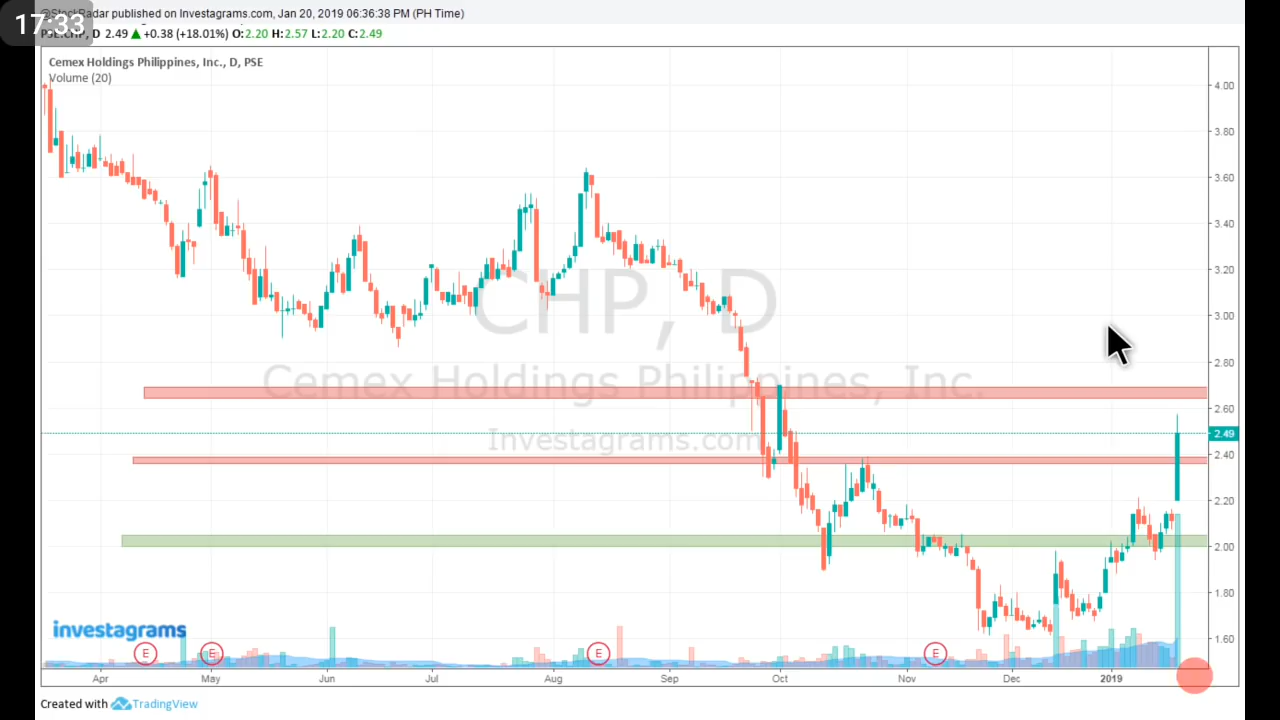 17:33
@StockRadar published on Investagrams.com, Jan 20, 2019 06:36:38 PM (PH Time)
PSE:CHP, D 2.49 ▲ +0.38 (+18.01%) O: 2.20 H: 2.57 L: 2.20 C: 2.49
Cemex Holdings Philippines, Inc., D, PSE
Volume (20)
4.00
3.80
3.60
3.40
3.20
CHP, D
3.00
2.80
Cemex Holdings Philippines, Inc.
2.60
Investagrams.com
2.49
2.40
2.20
2.00
1.80
investagrams
1.60
E E E E
Apr May Jun Jul Aug Sep Oct Nov Dec 2019
Created with TradingView